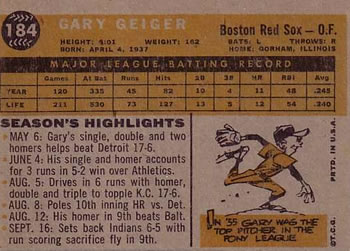 184
GARY GEIGER
Boston Red Sox — O.F.
HEIGHT: 6:01 WEIGHT: 162 BATS: L THROWS: R
BORN: APRIL 4, 1937 HOME: GORHAM, ILLINOIS
MAJOR LEAGUE BATTING RECORD
Games At Bat Runs Hits 2B 3B HR RBI Avg.
YEAR 120 335 45 82 10 11 48 .245
LIFE 211 530 73 127 13 12 63 .240
SEASON'S HIGHLIGHTS
• MAY 6: Gary's single, double and two
homers helps beat Detroit 17-6.
• JUNE 4: His single and homer accounts for
3 runs in 5-2 win over Athletics.
• AUG. 5: Drives in 6 runs with homer,
double and triple to topple K.C. 17-6.
• AUG. 8: Poles 10th inning HR vs. Det.
• AUG. 12: His homer in 9th beats Balt.
• SEPT. 16: Sets back Indians 6-5 with
run scoring sacrifice fly in 9th.
IN '55 GARY WAS THE
TOP PITCHER IN THE
PONY LEAGUE
©T.C.G. PRTD. IN U.S.A.